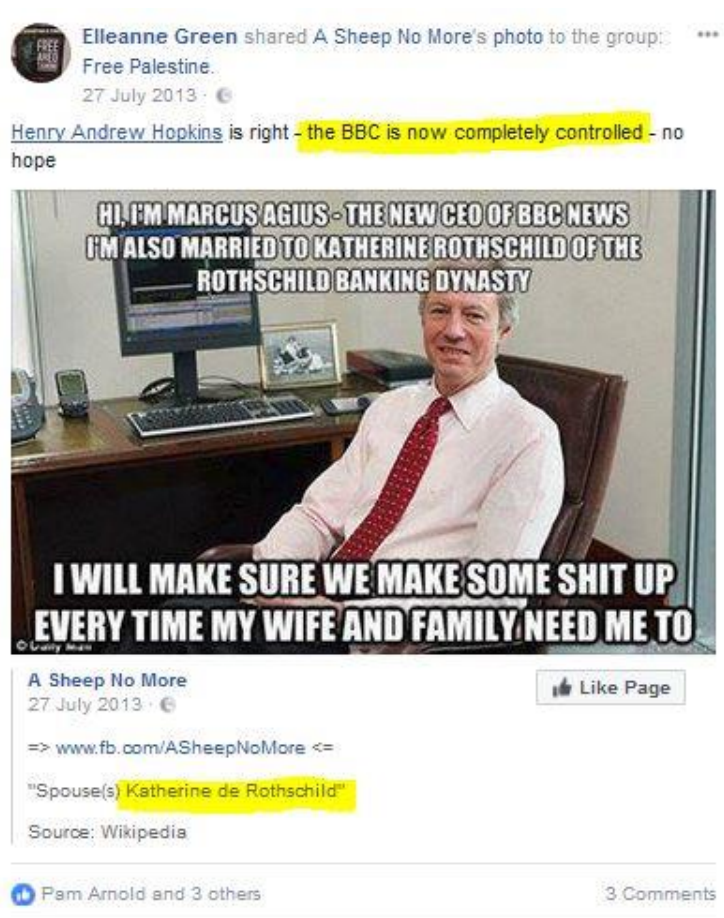 Elleanne Green shared A Sheep No More's photo to the group:
Free Palestine.
27 July 2013 ·
Henry Andrew Hopkins is right - the BBC is now completely controlled - no
hope
HI, I'M MARCUS AGIUS - THE NEW CEO OF BBC NEWS
I'M ALSO MARRIED TO KATHERINE ROTHSCHILD OF THE
ROTHSCHILD BANKING DYNASTY
I WILL MAKE SURE WE MAKE SOME SHIT UP
EVERY TIME MY WIFE AND FAMILY NEED ME TO
© Daily Mail
A Sheep No More
27 July 2013 ·
Like Page
=> www.fb.com/ASheepNoMore <=
"Spouse(s) Katherine de Rothschild"
Source: Wikipedia
Pam Arnold and 3 others
3 Comments